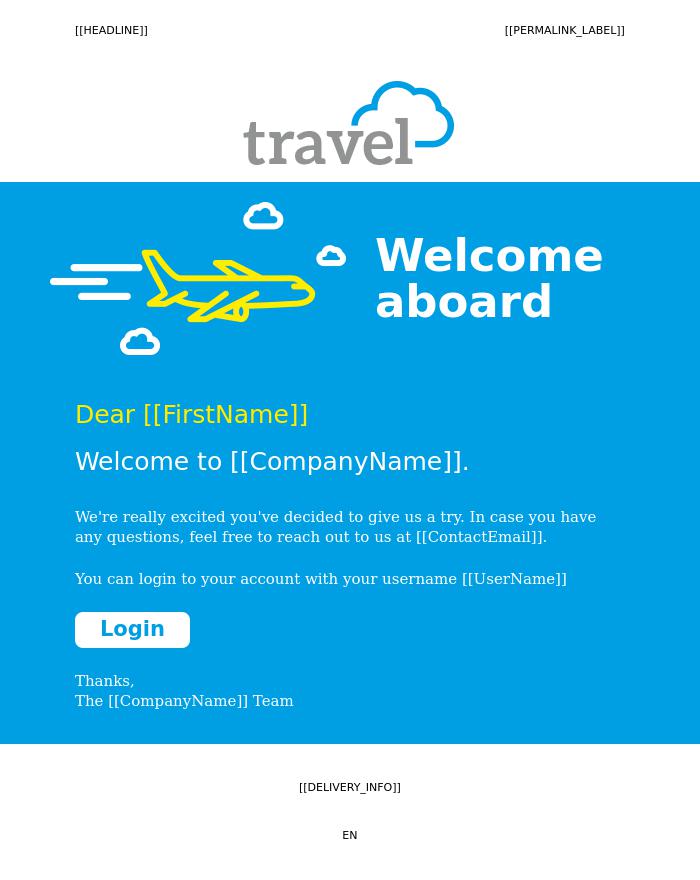 [[HEADLINE]]
[[PERMALINK_LABEL]]
travel
Welcome
aboard
Dear [[FirstName]]
Welcome to [[CompanyName]].
We're really excited you've decided to give us a try. In case you have
any questions, feel free to reach out to us at [[ContactEmail]].
You can login to your account with your username [[UserName]]
Login
Thanks,
The [[CompanyName]] Team
[[DELIVERY_INFO]]
EN